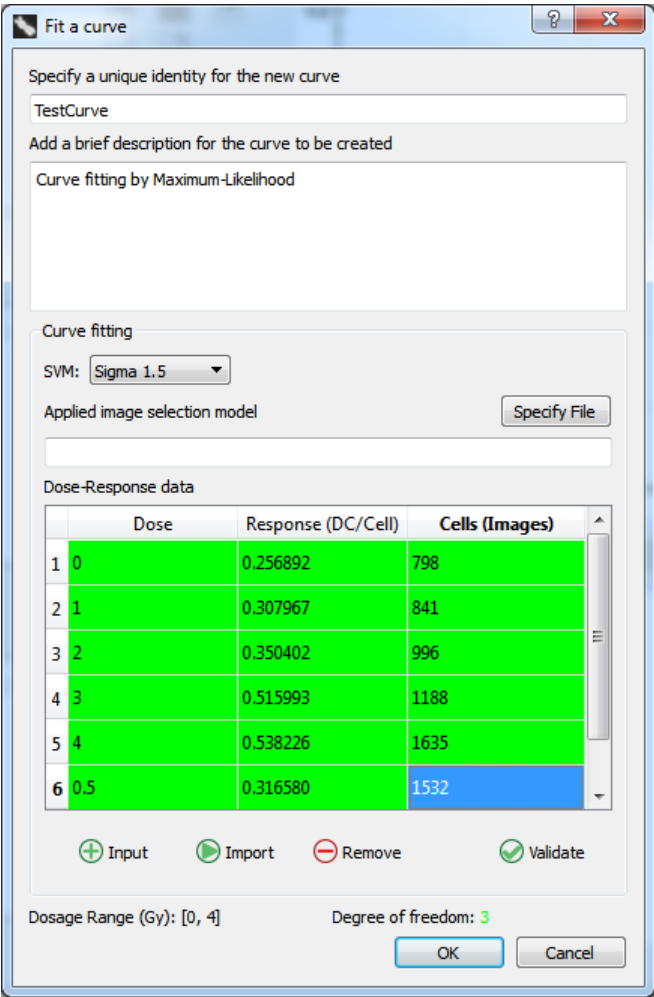 Fit a curve
?
Specify a unique identity for the new curve
TestCurve
Add a brief description for the curve to be created
Curve fitting by Maximum-Likelihood
Curve fitting
SVM: Sigma 1.5
Applied image selection model Specify File
Dose-Response data
Dose Response (DC/Cell) Cells (Images)
1 0 0.256892 798
2 1 0.307967 841
3 2 0.350402 996
4 3 0.515993 1188
5 4 0.538226 1635
6 0.5 0.316580 1532
Input Import Remove Validate
Dosage Range (Gy): [0, 4] Degree of freedom: 3
OK Cancel